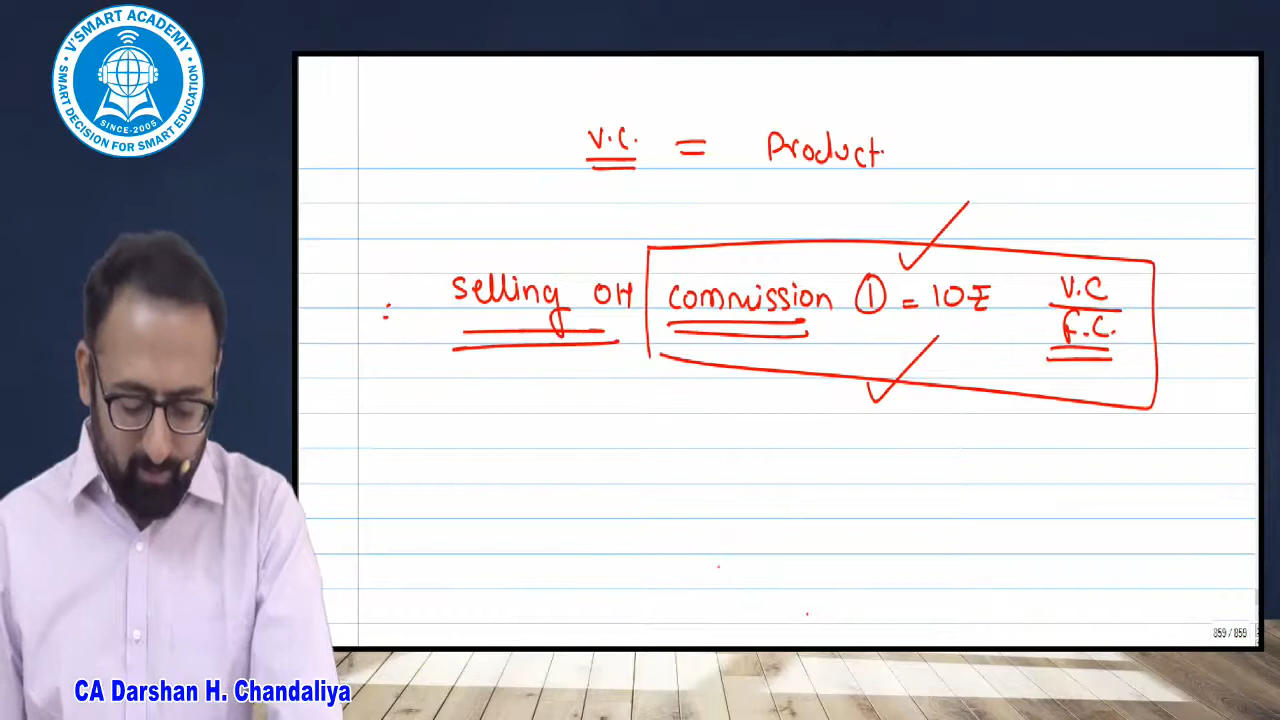 V'SMART ACADEMY
SMART DECISION FOR SMART EDUCATION
SINCE-2005
V.C. = Product
: Selling OH commission ① = 10₹ V.C
F.C.
859 / 859
CA Darshan H. Chandaliya